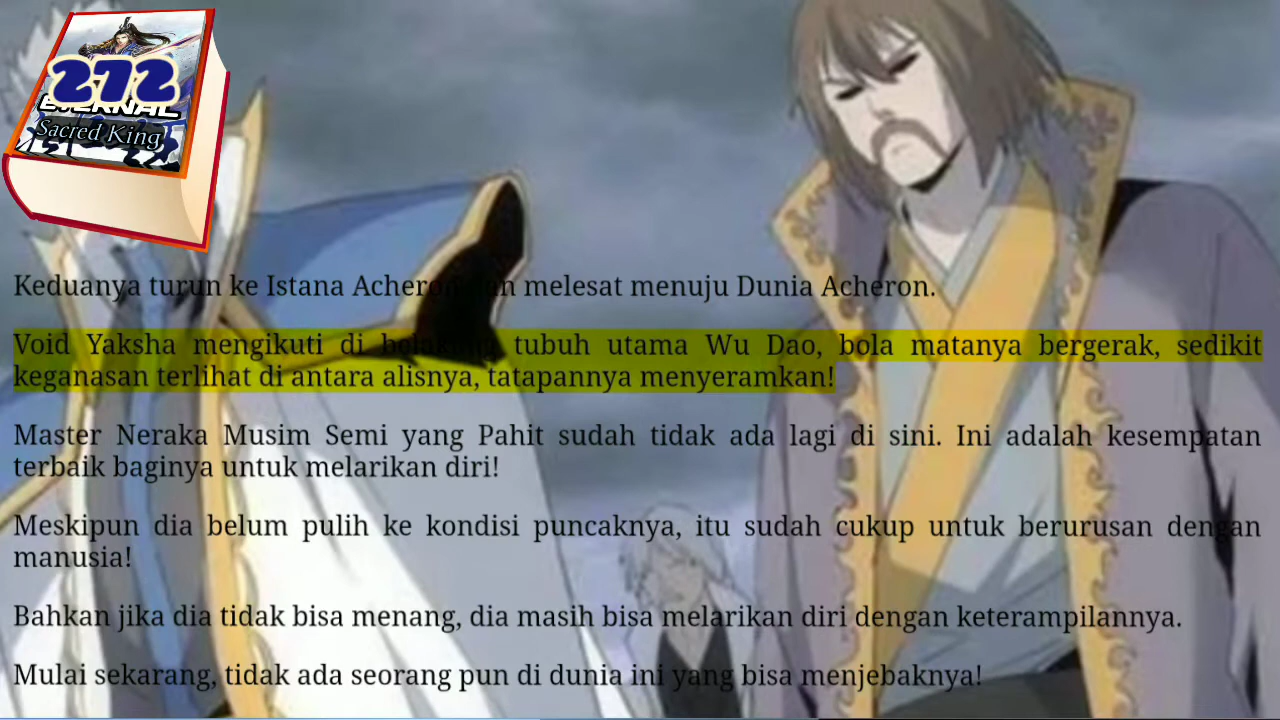 272
ETERNAL
Sacred King
Keduanya turun ke Istana Acheron dan melesat menuju Dunia Acheron.
Void Yaksha mengikuti di belakang tubuh utama Wu Dao, bola matanya bergerak, sedikit
keganasan terlihat di antara alisnya, tatapannya menyeramkan!
Master Neraka Musim Semi yang Pahit sudah tidak ada lagi di sini. Ini adalah kesempatan
terbaik baginya untuk melarikan diri!
Meskipun dia belum pulih ke kondisi puncaknya, itu sudah cukup untuk berurusan dengan
manusia!
Bahkan jika dia tidak bisa menang, dia masih bisa melarikan diri dengan keterampilannya.
Mulai sekarang, tidak ada seorang pun di dunia ini yang bisa menjebaknya!